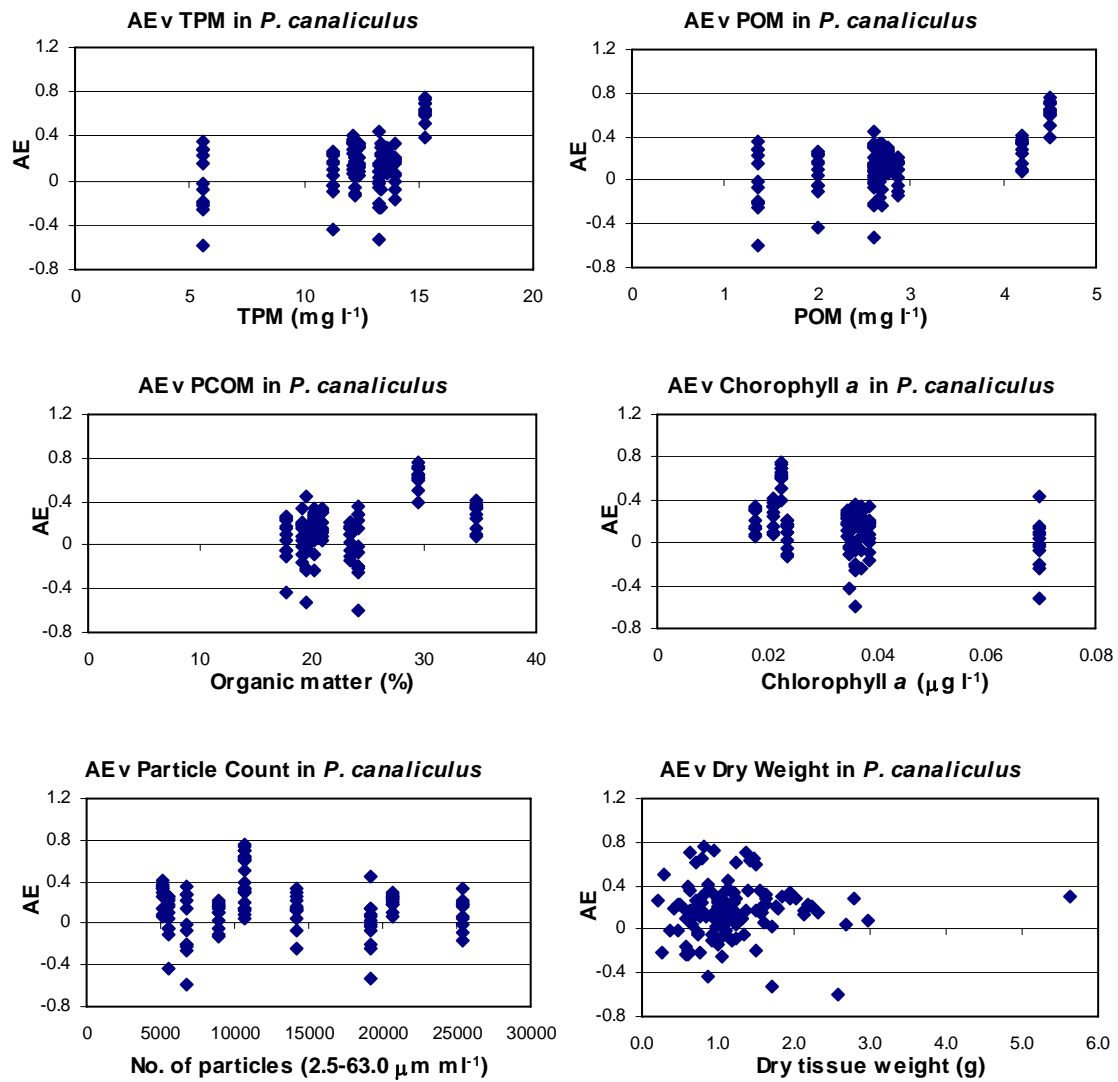 AE v TPM in P. canaliculus
1.2
0.8
0.4
0
-0.4
-0.8
AE
0 5 10 15 20
TPM (mg l-1)
AE v POM in P. canaliculus
1.2
0.8
0.4
0
-0.4
-0.8
AE
0 1 2 3 4 5
POM (mg l-1)
AE v PCOM in P. canaliculus
1.2
0.8
0.4
0
-0.4
-0.8
AE
0 10 20 30 40
Organic matter (%)
AE v Chorophyll a in P. canaliculus
1.2
0.8
0.4
0
-0.4
-0.8
AE
0 0.02 0.04 0.06 0.08
Chlorophyll a (μg l-1)
AE v Particle Count in P. canaliculus
1.2
0.8
0.4
0
-0.4
-0.8
AE
0 5000 10000 15000 20000 25000 30000
No. of particles (2.5-63.0 μm ml-1)
AE v Dry Weight in P. canaliculus
1.2
0.8
0.4
0
-0.4
-0.8
AE
0.0 1.0 2.0 3.0 4.0 5.0 6.0
Dry tissue weight (g)